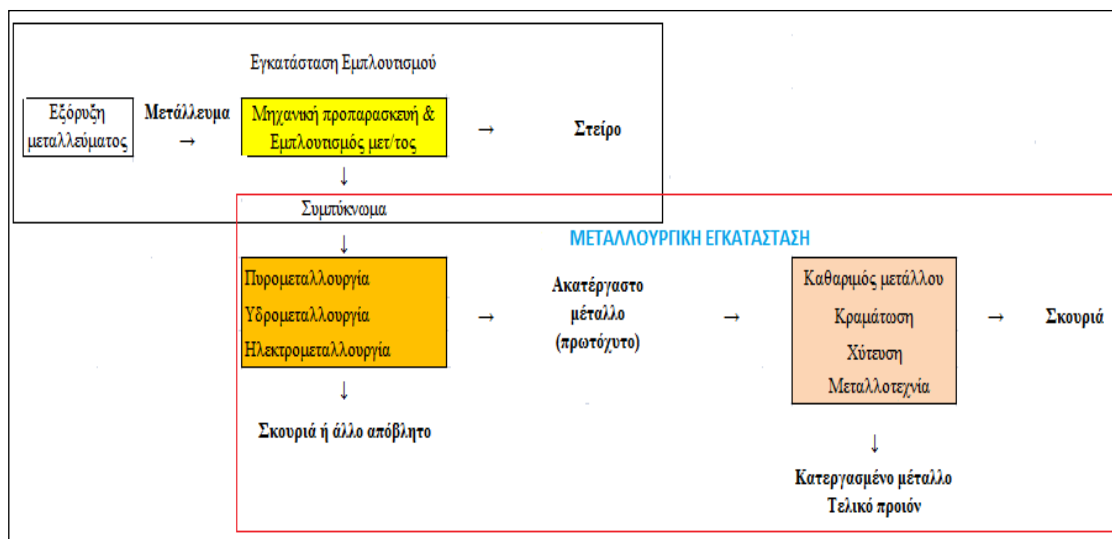 Εγκατάσταση Εμπλουτισμού
Εξόρυξη
μεταλλεύματος
Μετάλλευμα
→
Μηχανική προπαρασκευή &
Εμπλουτισμός μετ/τος
→
Στείρο
↓
Συμπύκνωμα
↓
ΜΕΤΑΛΛΟΥΡΓΙΚΗ ΕΓΚΑΤΑΣΤΑΣΗ
Πυρομεταλλουργία
Υδρομεταλλουργία
Ηλεκτρομεταλλουργία
→
Ακατέργαστο
μέταλλο
(πρωτόχυτο)
→
Καθαριμός μετάλλου
Κραμάτωση
Χύτευση
Μεταλλοτεχνία
→
Σκουριά
↓
Σκουριά ή άλλο απόβλητο
↓
Κατεργασμένο μέταλλο
Τελικό προιόν